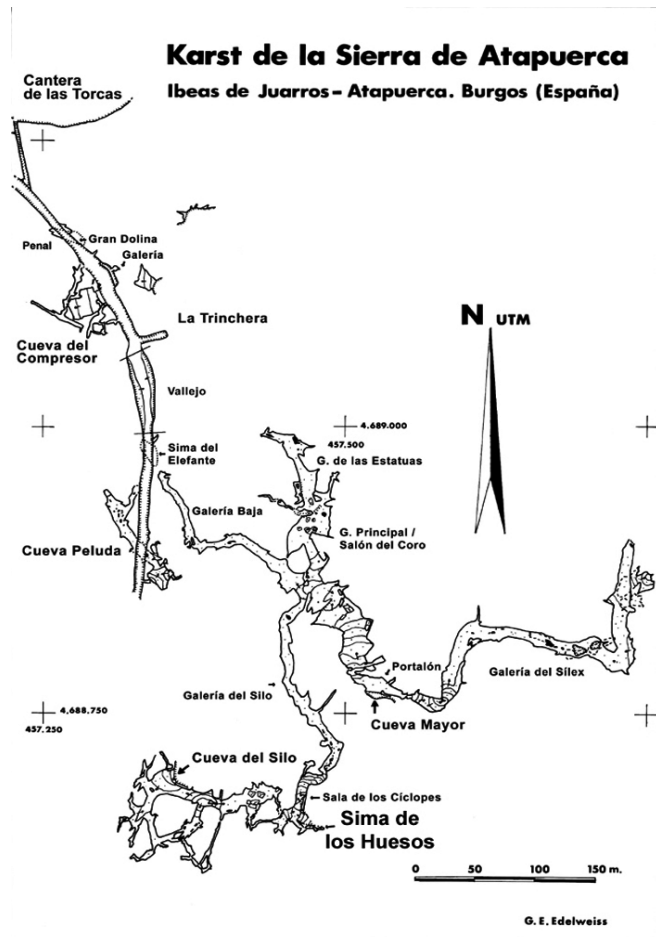 Karst de la Sierra de Atapuerca
Ibeas de Juarros – Atapuerca. Burgos (España)
Cantera
de las Torcas
Penal
Gran Dolina
Galería
La Trinchera
Cueva del
Compresor
Vallejo
N UTM
4.689.000
457.500
Sima del
Elefante
G. de las Estatuas
Galería Baja
G. Principal /
Salón del Coro
Cueva Peluda
Portalón
Galería del Sílex
Galería del Silo
Cueva Mayor
4.688.750
457.250
Cueva del Silo
Sala de los Cíclopes
Sima de
los Huesos
0 50 100 150 m.
G. E. Edelweiss